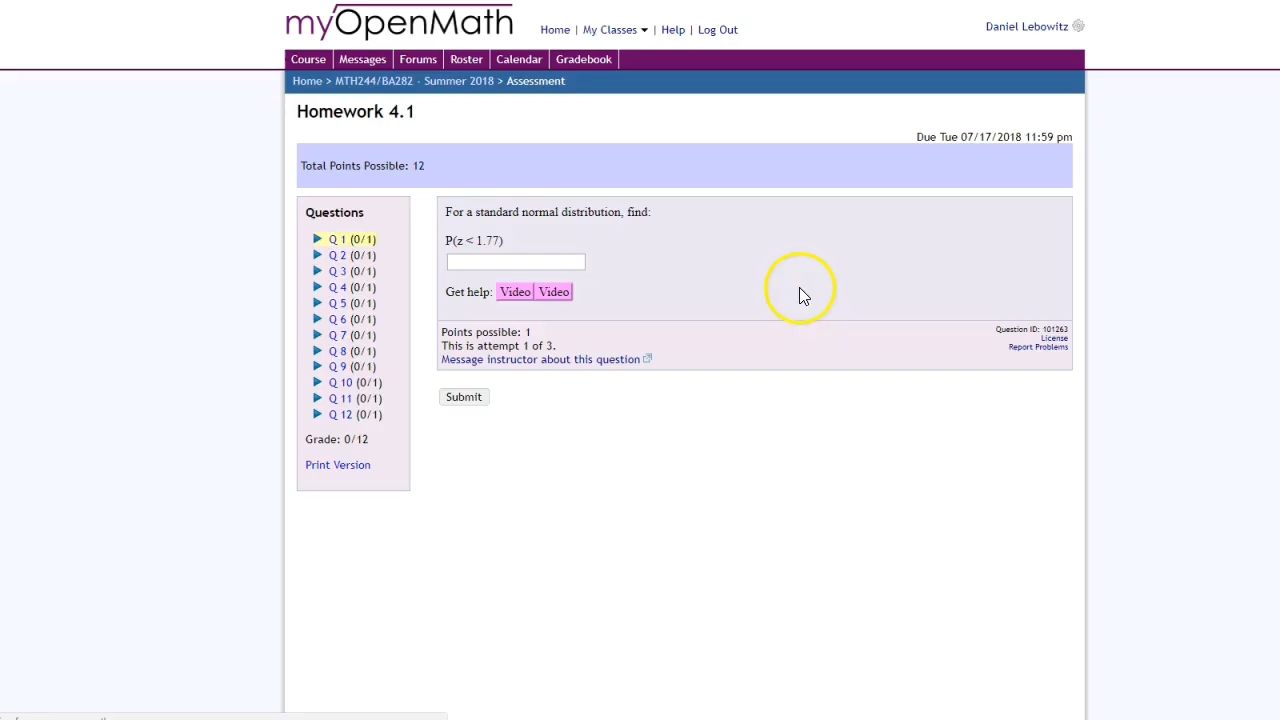 myOpenMath
Home | My Classes | Help | Log Out
Daniel Lebowitz
Course Messages Forums Roster Calendar Gradebook
Home > MTH244/BA282 - Summer 2018 > Assessment
Homework 4.1
Due Tue 07/17/2018 11:59 pm
Total Points Possible: 12
Questions
Q 1 (0/1)
Q 2 (0/1)
Q 3 (0/1)
Q 4 (0/1)
Q 5 (0/1)
Q 6 (0/1)
Q 7 (0/1)
Q 8 (0/1)
Q 9 (0/1)
Q 10 (0/1)
Q 11 (0/1)
Q 12 (0/1)
Grade: 0/12
Print Version
For a standard normal distribution, find:
P(z < 1.77)
Get help: Video Video
Points possible: 1
This is attempt 1 of 3.
Message instructor about this question
Question ID: 101263
License
Report Problems
Submit